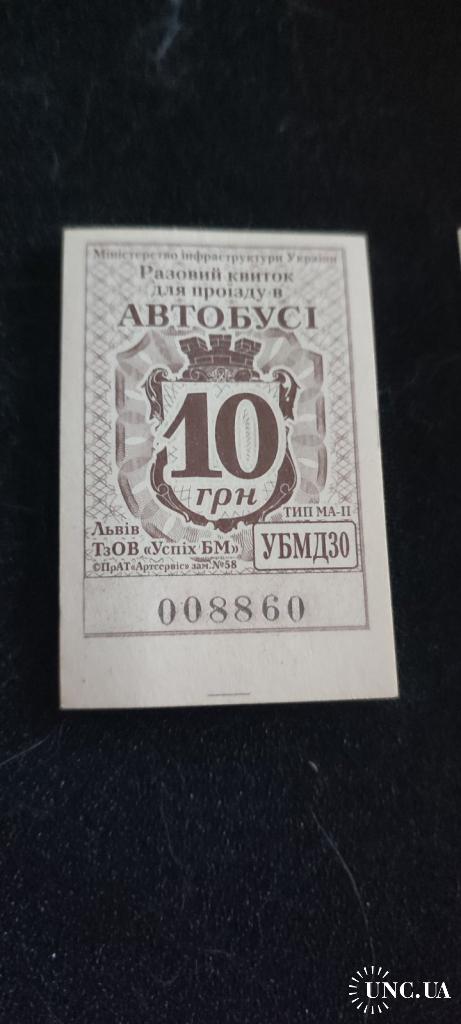 Міністерство інфраструктури України
Разовий квиток
для проїзду в
АВТОБУСІ
10
грн
ТИП МА-ІІ
Львів
ТзОВ «Успіх БМ»
УБМД30
©ПрАТ«Артсервіс» зам.№58
008860
UNC.UA